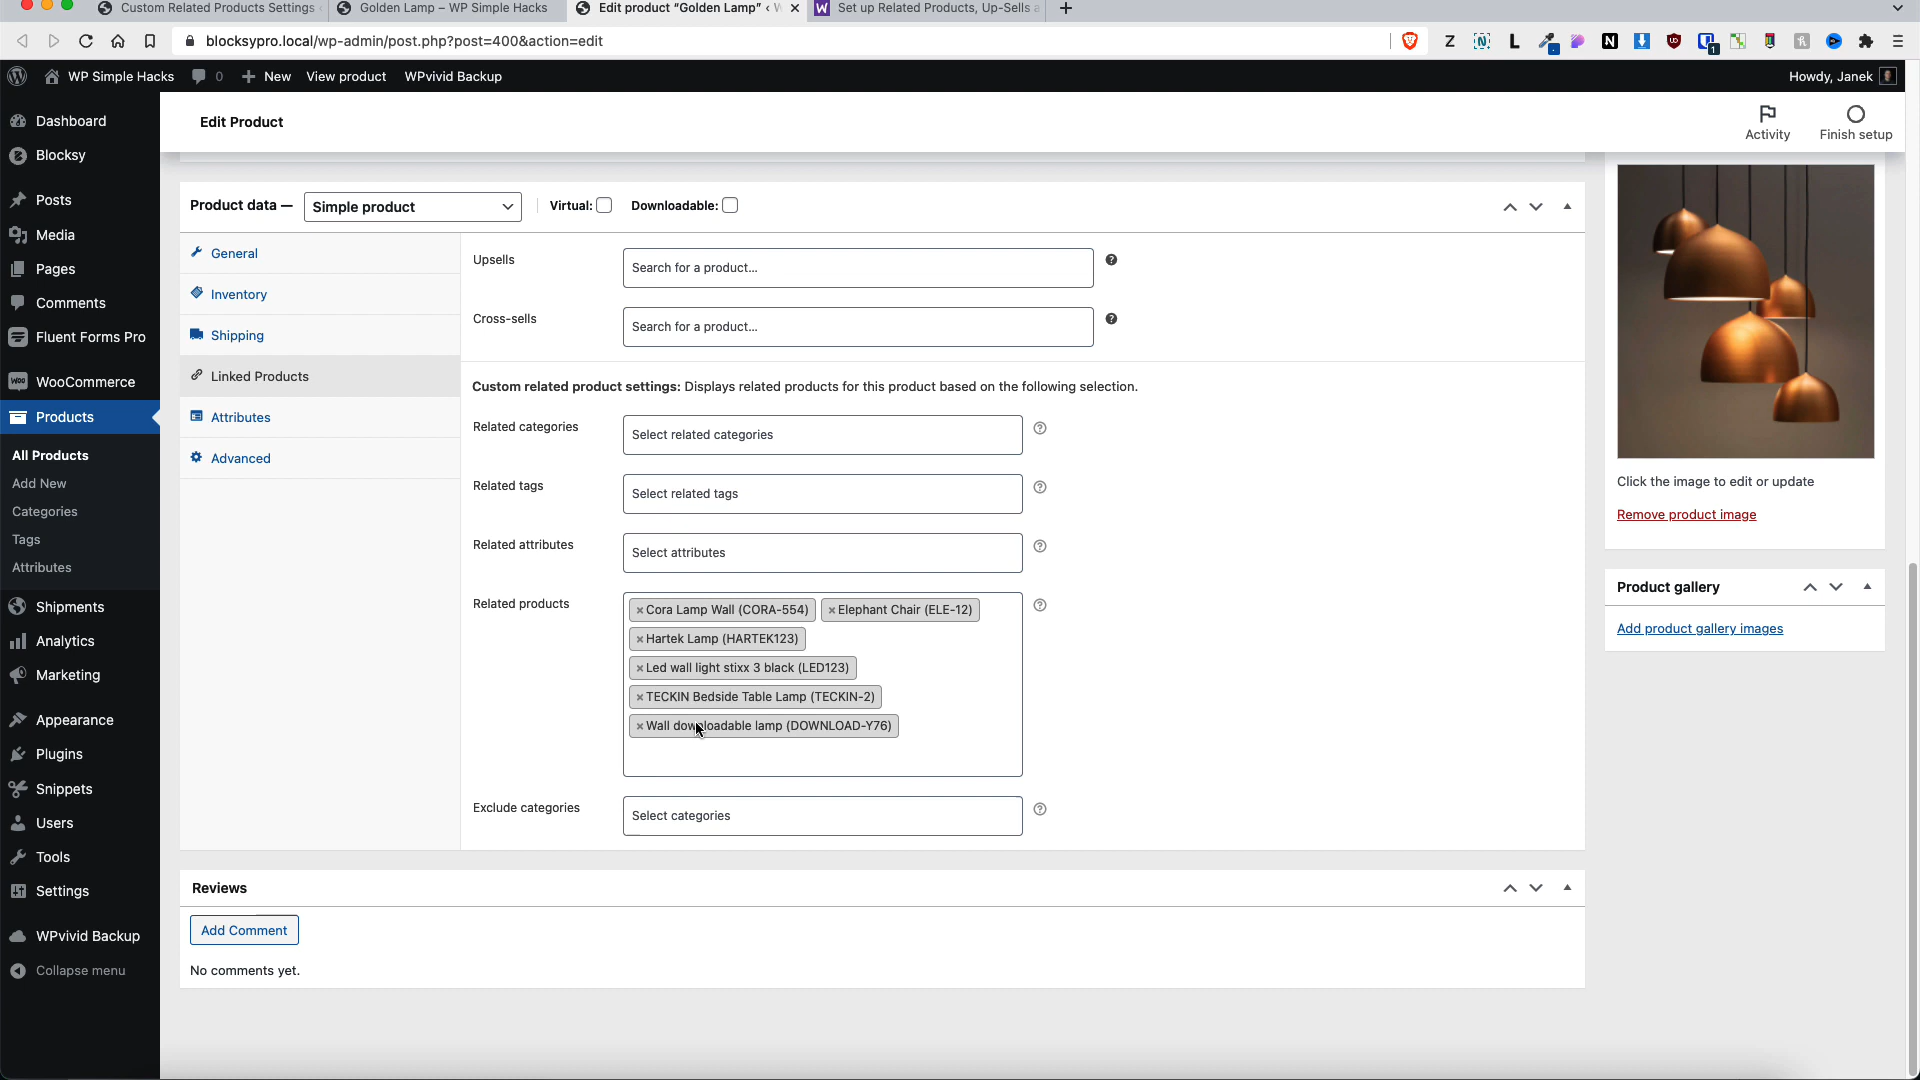 Custom Related Products Settings
Golden Lamp – WP Simple Hacks
Edit product “Golden Lamp” ‹ W
Set up Related Products, Up-Sells a
blocksypro.local/wp-admin/post.php?post=400&action=edit
WP Simple Hacks
0
New
View product
WPvivid Backup
Howdy, Janek
Dashboard
Blocksy
Posts
Media
Pages
Comments
Fluent Forms Pro
WooCommerce
Products
All Products
Add New
Categories
Tags
Attributes
Shipments
Analytics
Marketing
Appearance
Plugins
Snippets
Users
Tools
Settings
WPvivid Backup
Collapse menu
Edit Product
Activity
Finish setup
Product data —
Simple product
Virtual:
Downloadable:
General
Inventory
Shipping
Linked Products
Attributes
Advanced
Upsells
Search for a product…
Cross-sells
Search for a product…
Custom related product settings: Displays related products for this product based on the following selection.
Related categories
Select related categories
Related tags
Select related tags
Related attributes
Select attributes
Related products
×Cora Lamp Wall (CORA-554) ×Elephant Chair (ELE-12)
×Hartek Lamp (HARTEK123)
×Led wall light stixx 3 black (LED123)
×TECKIN Bedside Table Lamp (TECKIN-2)
×Wall downloadable lamp (DOWNLOAD-Y76)
Exclude categories
Select categories
Reviews
Add Comment
No comments yet.
Click the image to edit or update
Remove product image
Product gallery
Add product gallery images